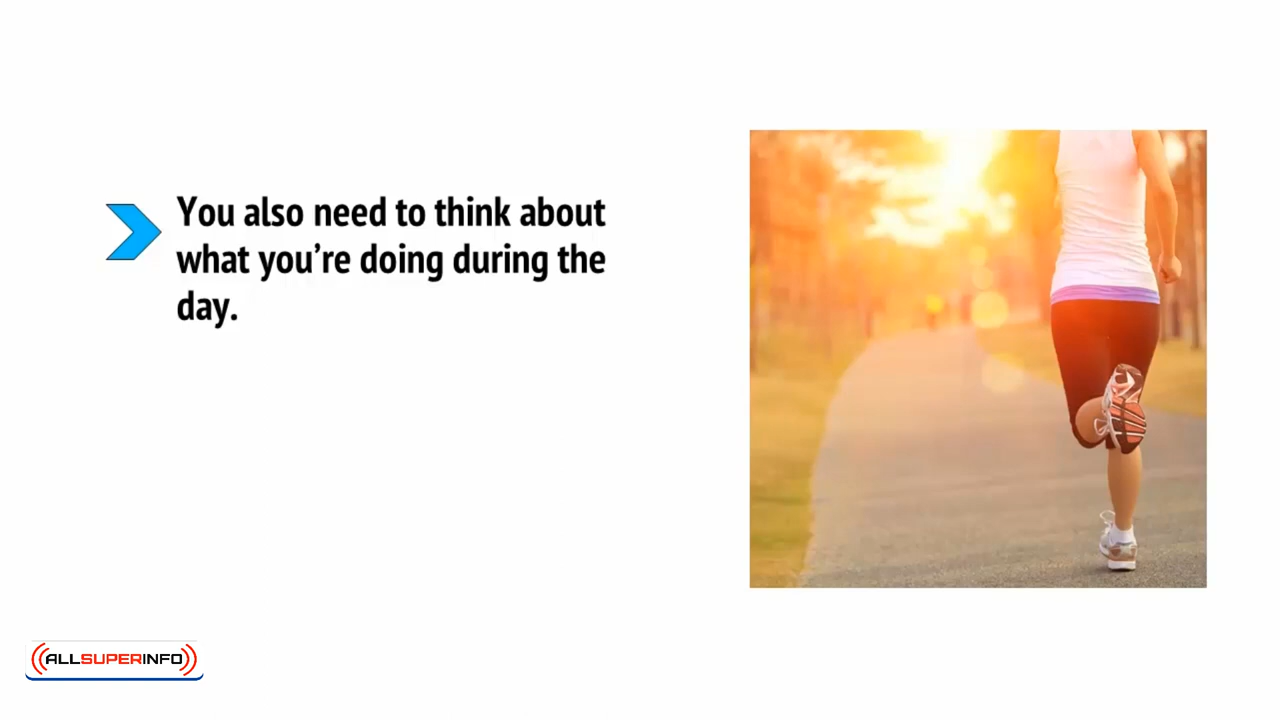 You also need to think about
what you’re doing during the
day.
ALLSUPERINFO